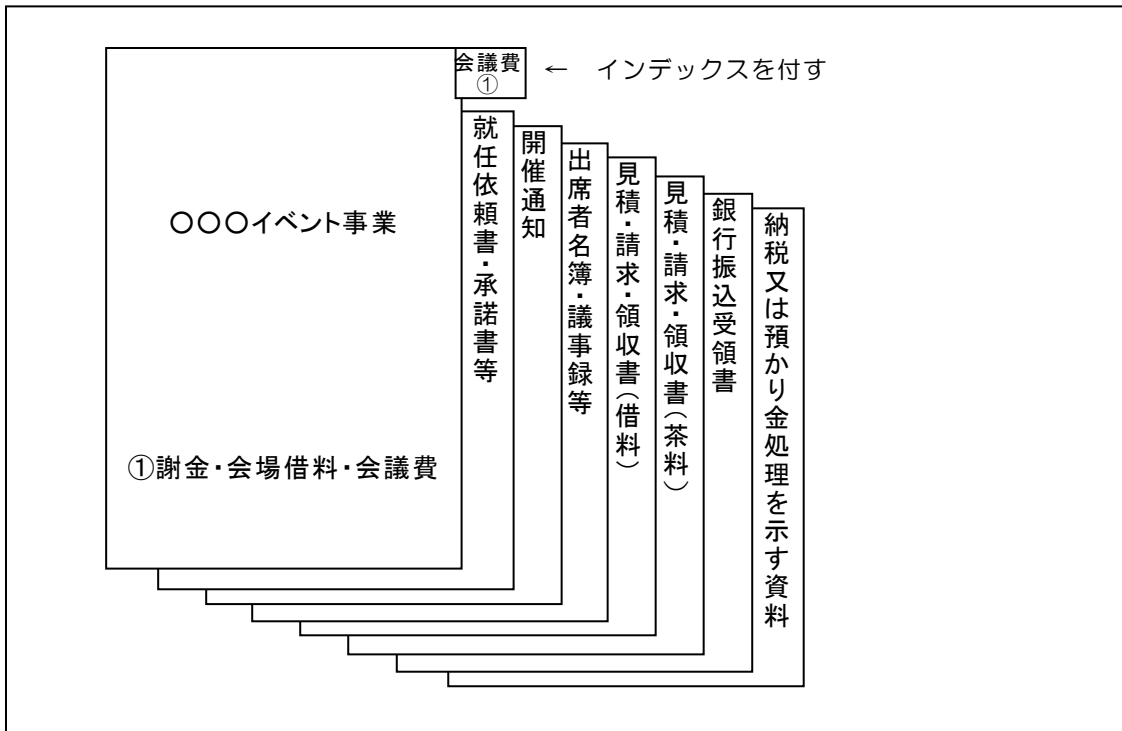 会議費
①
← インデックスを付す
〇〇〇イベント事業
①謝金・会場借料・会議費
就任依頼書・承諾書等
開催通知
出席者名簿・議事録等
見積・請求・領収書(借料)
見積・請求・領収書(茶料)
銀行振込受領書
納税又は預かり金処理を示す資料